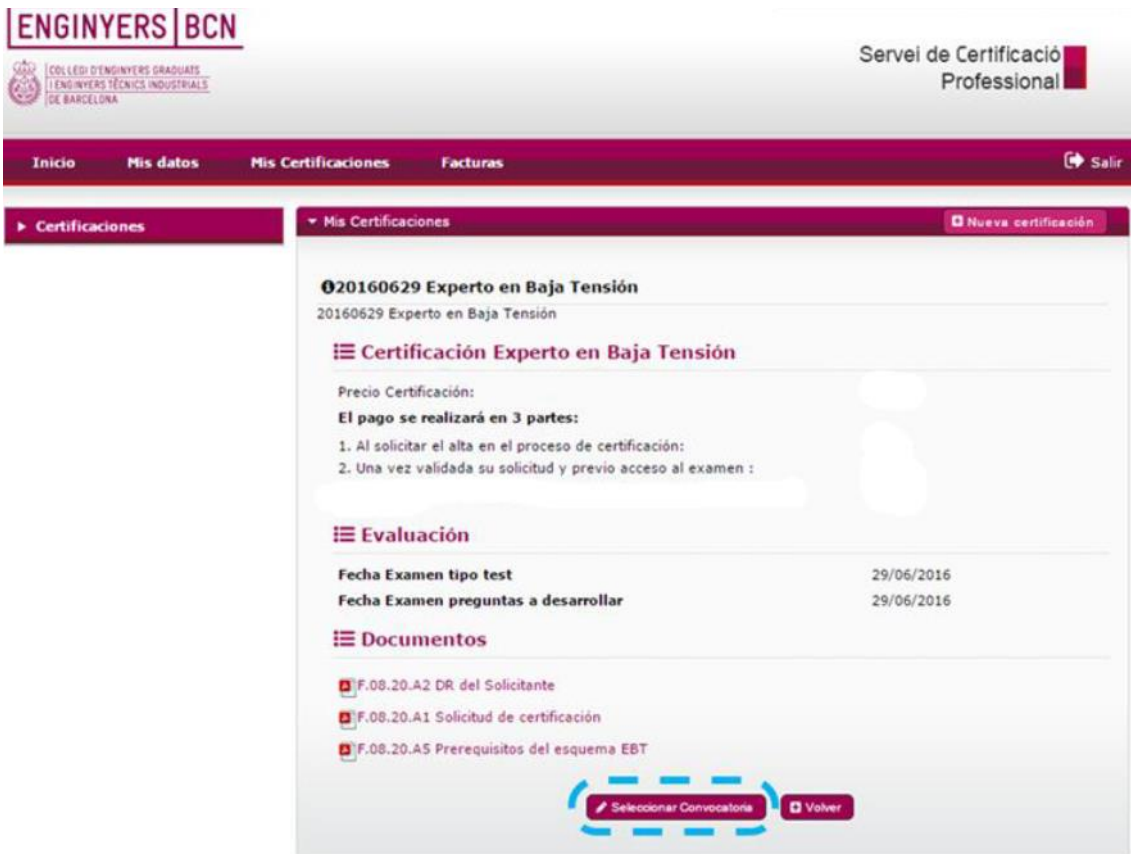 ENGINYERS BCN
COL·LEGI D'ENGINYERS GRADUATS
I ENGINYERS TÈCNICS INDUSTRIALS
DE BARCELONA
Servei de Certificació
Professional
Inicio Mis datos Mis Certificaciones Facturas Salir
Certificaciones
Mis Certificaciones Nueva certificación
20160629 Experto en Baja Tensión
20160629 Experto en Baja Tensión
Certificación Experto en Baja Tensión
Precio Certificación:
El pago se realizará en 3 partes:
1. Al solicitar el alta en el proceso de certificación:
2. Una vez validada su solicitud y previo acceso al examen :
Evaluación
Fecha Examen tipo test 29/06/2016
Fecha Examen preguntas a desarrollar 29/06/2016
Documentos
F.08.20.A2 DR del Solicitante
F.08.20.A1 Solicitud de certificación
F.08.20.A5 Prerequisitos del esquema EBT
Seleccionar Convocatoria Volver